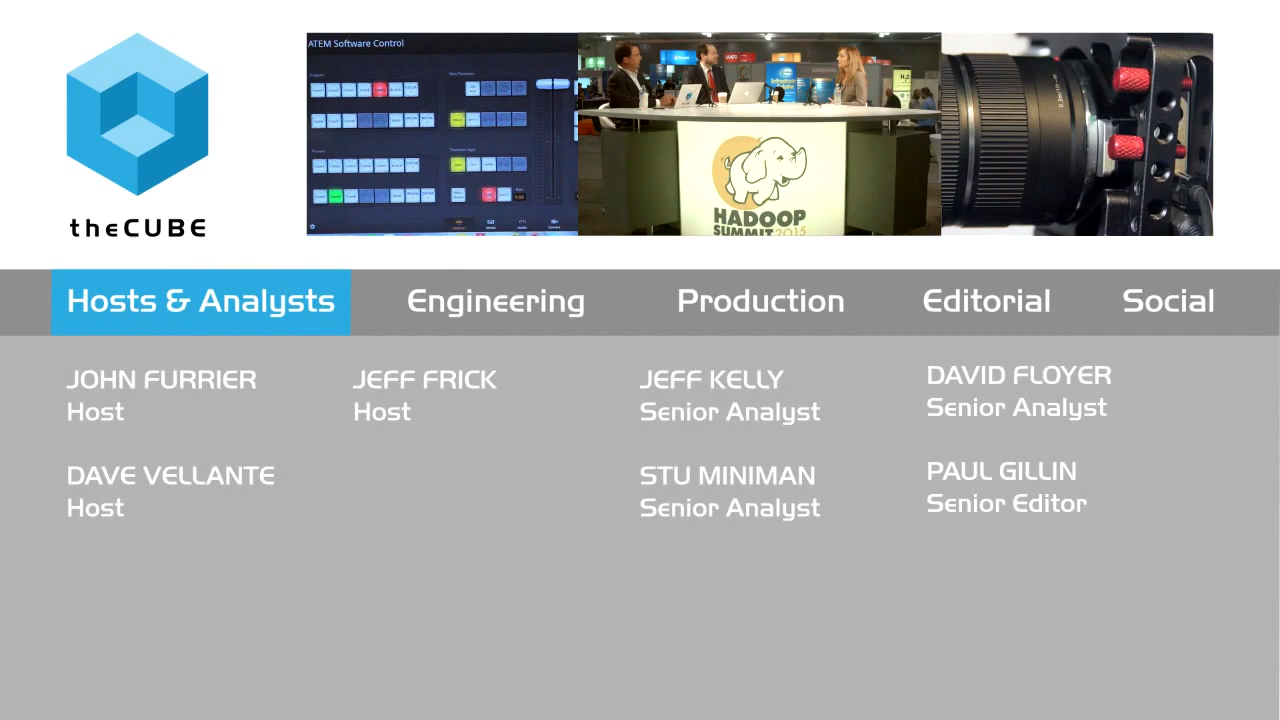 theCUBE
ATEM Software Control
HADOOP
SUMMIT 2015
Hosts & Analysts
Engineering
Production
Editorial
Social
JOHN FURRIER
Host
DAVE VELLANTE
Host
JEFF FRICK
Host
JEFF KELLY
Senior Analyst
STU MINIMAN
Senior Analyst
DAVID FLOYER
Senior Analyst
PAUL GILLIN
Senior Editor